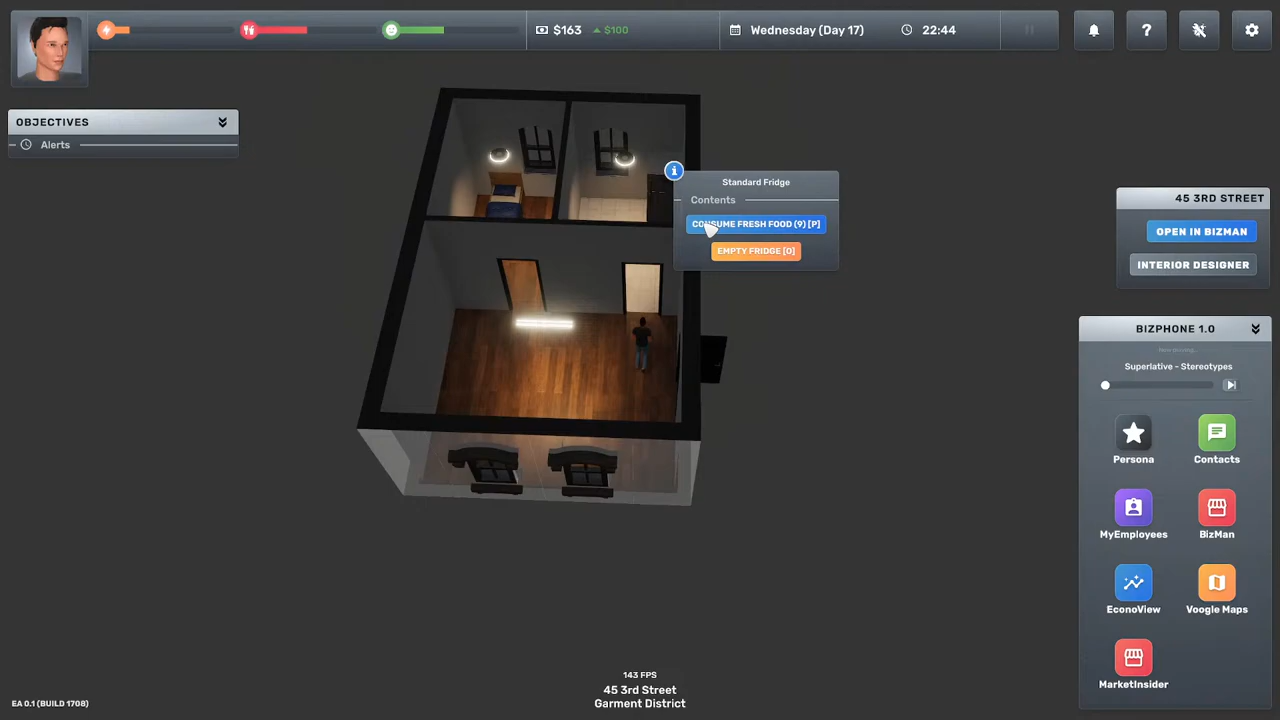 $163
$100
Wednesday (Day 17)
22:44
?
OBJECTIVES
Alerts
i
Standard Fridge
Contents
CONSUME FRESH FOOD (9) [P]
EMPTY FRIDGE [O]
45 3RD STREET
OPEN IN BIZMAN
INTERIOR DESIGNER
BIZPHONE 1.0
Superlative - Stereotypes
Persona
Contacts
MyEmployees
BizMan
EconoView
Voogle Maps
MarketInsider
143 FPS
45 3rd Street
Garment District
EA 0.1 (BUILD 1708)